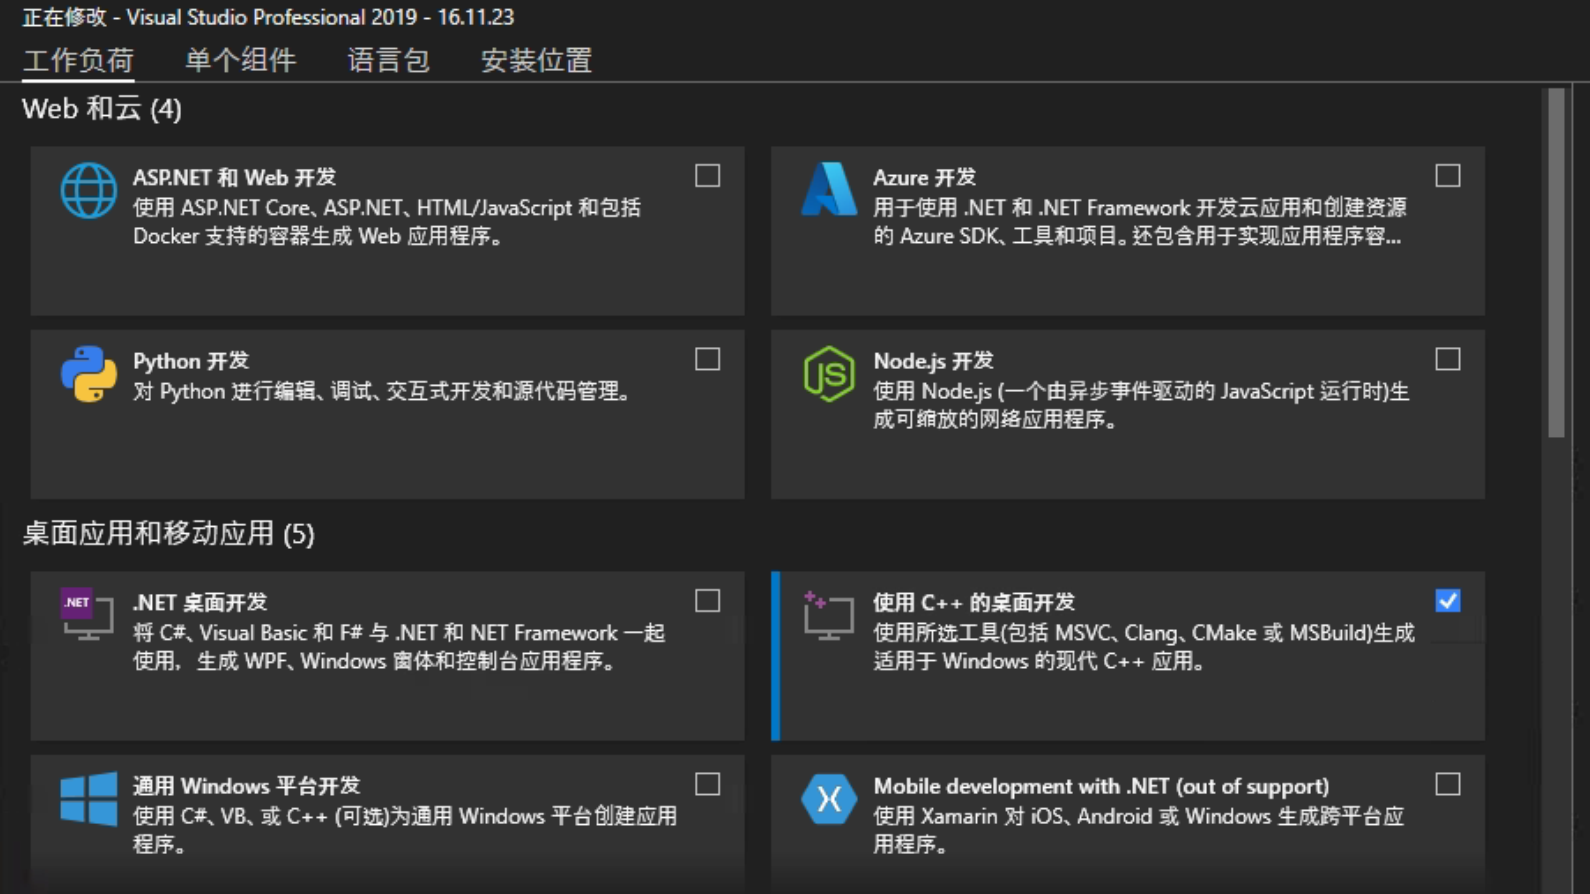 正在修改 - Visual Studio Professional 2019 - 16.11.23
工作负荷 单个组件 语言包 安装位置
Web 和云 (4)
ASP.NET 和 Web 开发
使用 ASP.NET Core、ASP.NET、HTML/JavaScript 和包括
Docker 支持的容器生成 Web 应用程序。
Azure 开发
用于使用 .NET 和 .NET Framework 开发云应用和创建资源
的 Azure SDK、工具和项目。还包含用于实现应用程序容...
Python 开发
对 Python 进行编辑、调试、交互式开发和源代码管理。
JS
Node.js 开发
使用 Node.js (一个由异步事件驱动的 JavaScript 运行时)生
成可缩放的网络应用程序。
桌面应用和移动应用 (5)
.NET
.NET 桌面开发
将 C#、Visual Basic 和 F# 与 .NET 和 NET Framework 一起
使用，生成 WPF、Windows 窗体和控制台应用程序。
使用 C++ 的桌面开发
使用所选工具(包括 MSVC、Clang、CMake 或 MSBuild)生成
适用于 Windows 的现代 C++ 应用。
通用 Windows 平台开发
使用 C#、VB、或 C++ (可选)为通用 Windows 平台创建应用
程序。
Mobile development with .NET (out of support)
使用 Xamarin 对 iOS、Android 或 Windows 生成跨平台应
用程序。